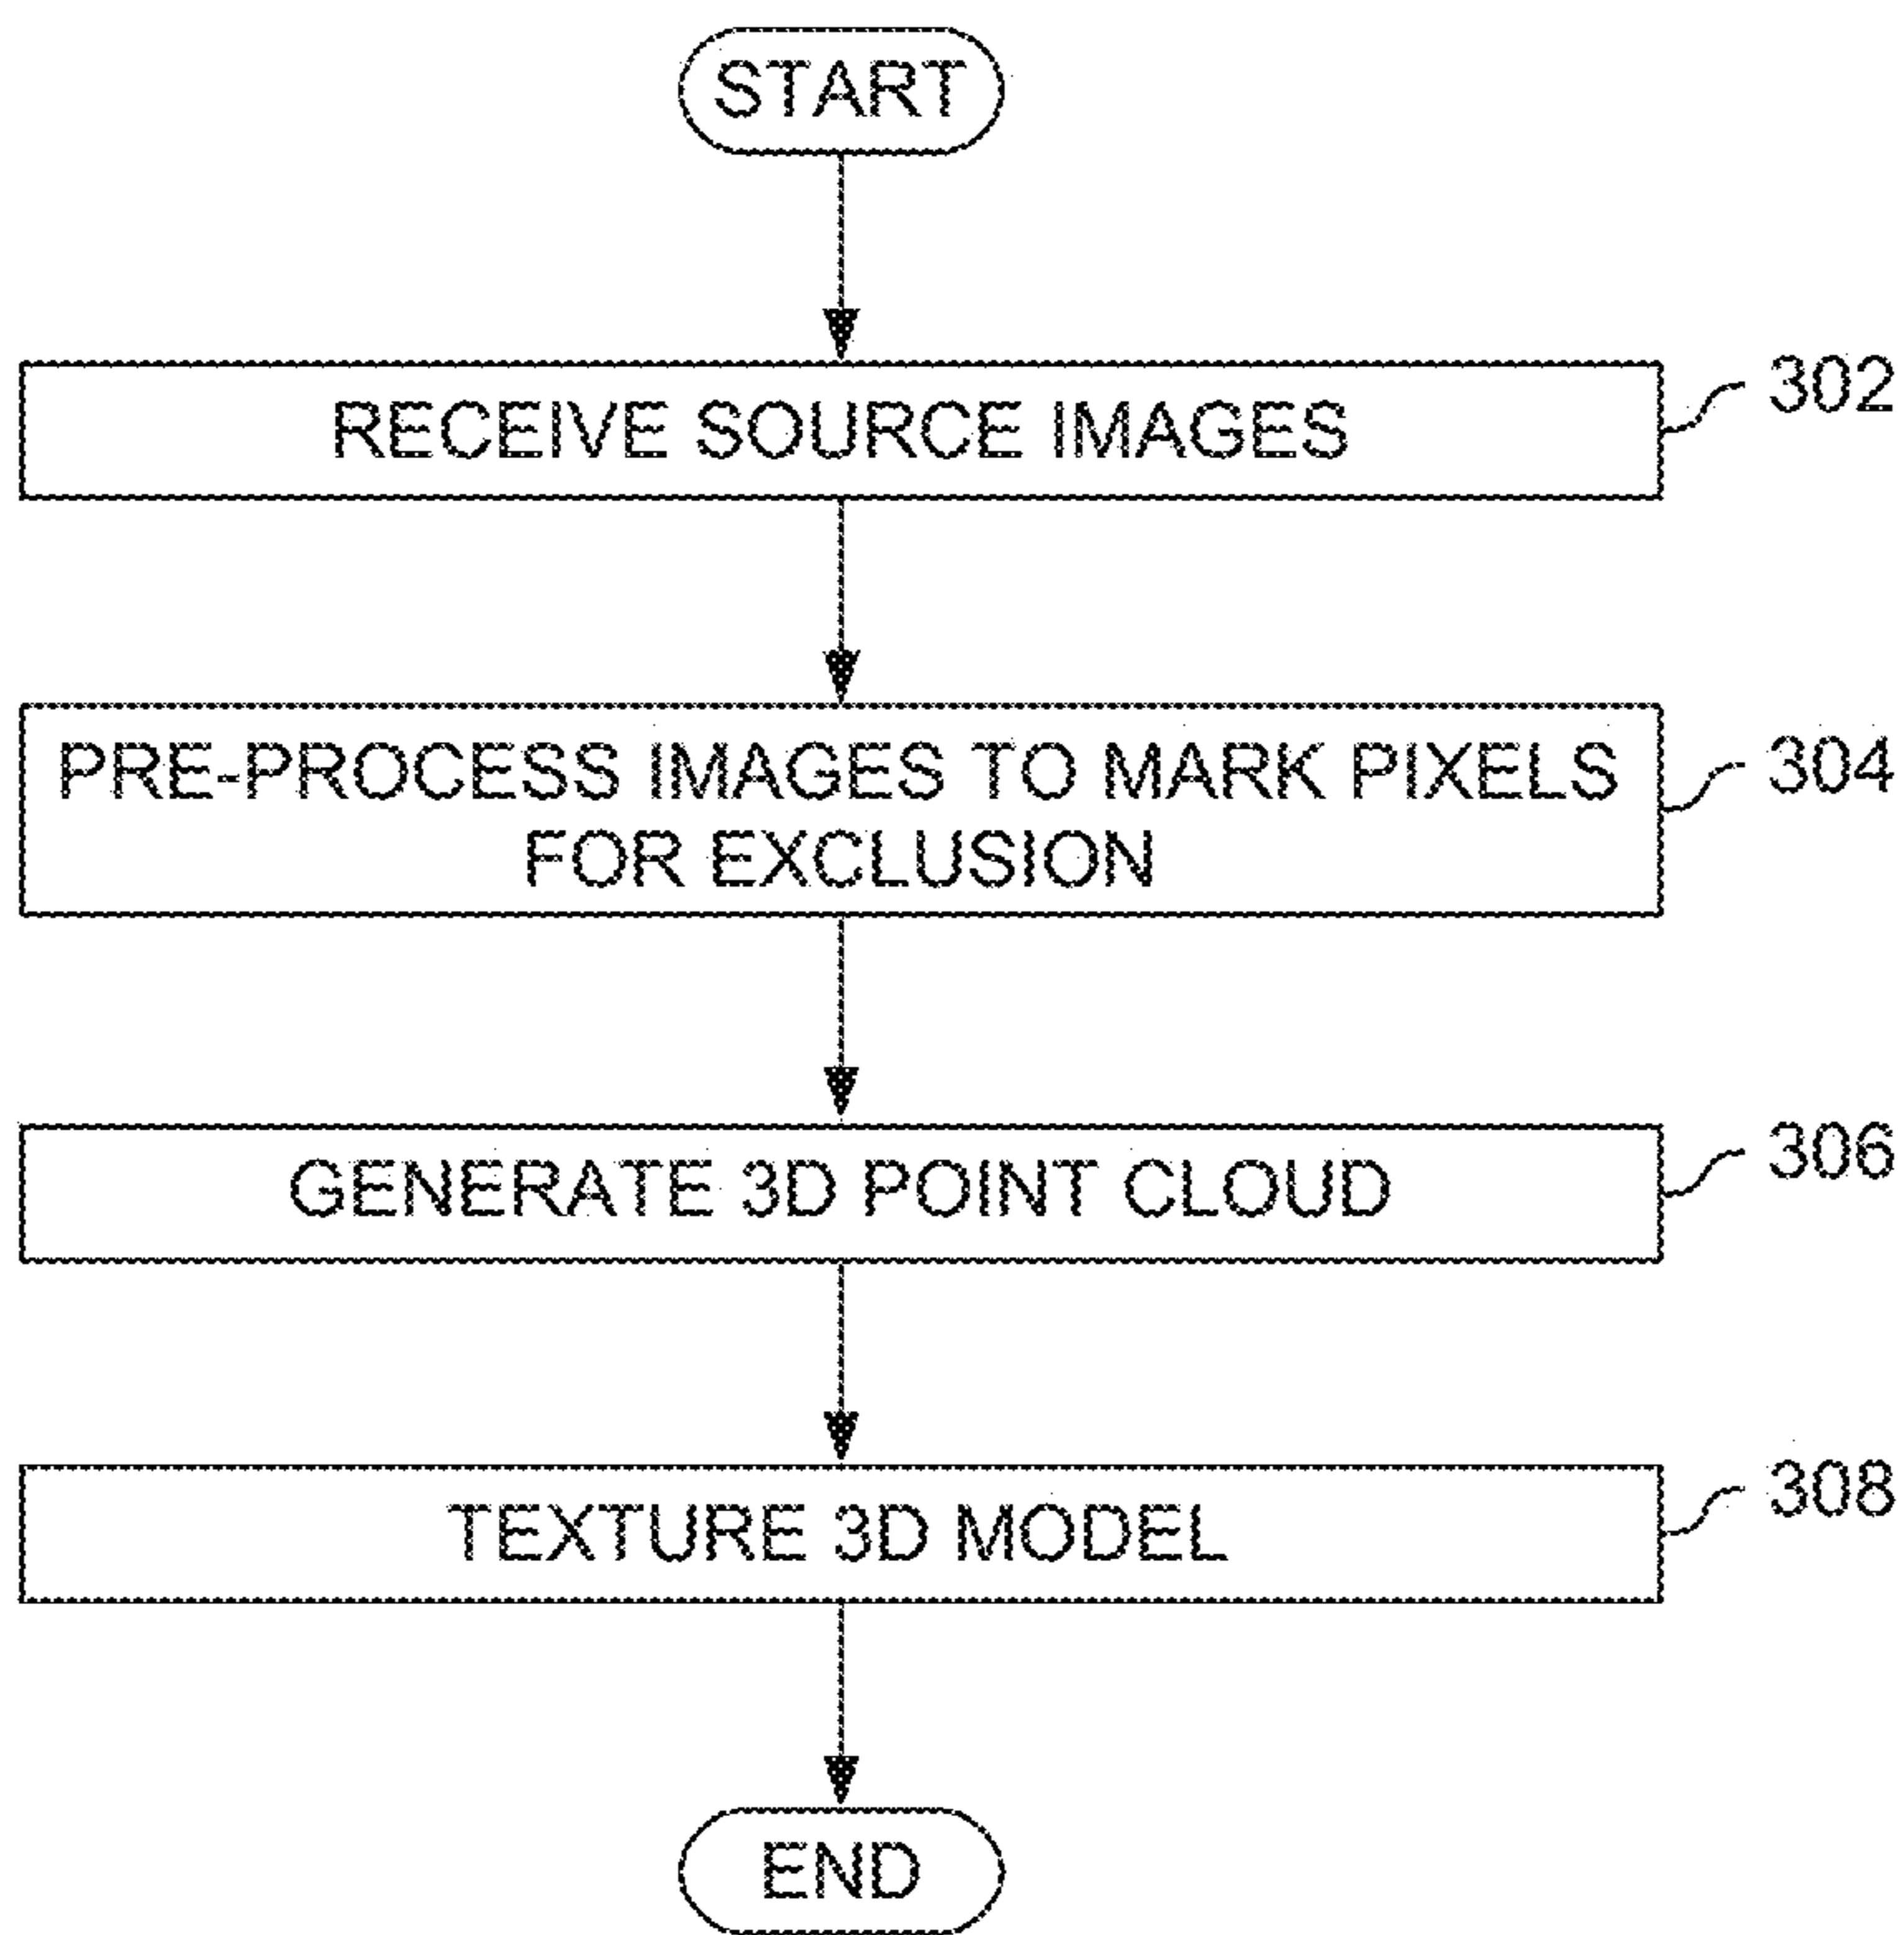 START
RECEIVE SOURCE IMAGES
302
PRE-PROCESS IMAGES TO MARK PIXELS
FOR EXCLUSION
304
GENERATE 3D POINT CLOUD
306
TEXTURE 3D MODEL
308
END